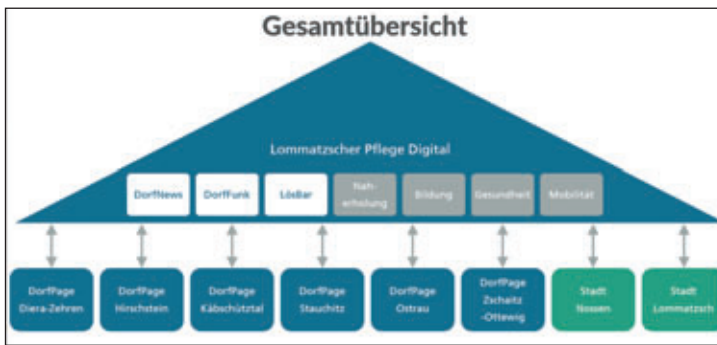 Gesamtübersicht
Lommatzscher Pflege Digital
DorfNews DorfFunk LösBar Nah- Bildung Gesundheit Mobilität
erholung
DorfPage DorfPage DorfPage DorfPage DorfPage DorfPage Stadt Stadt
Diera-Zehren Hirschstein Käbschütztal Stauchitz Ostrau Zschaitz Nossen Lommatzsch
-Ottewig